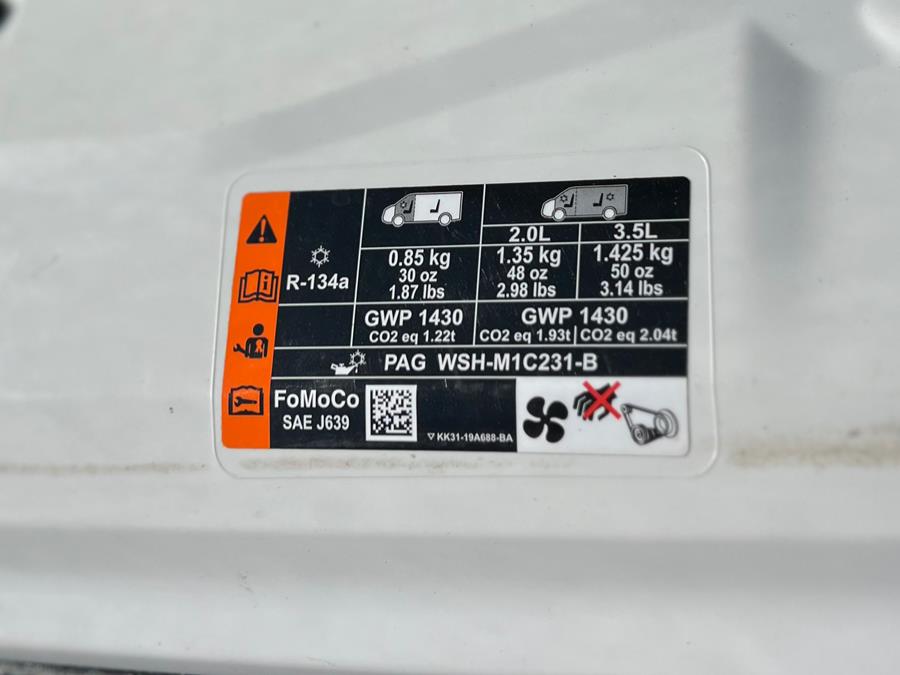 2.0L 3.5L
R-134a
0.85 kg 1.35 kg 1.425 kg
30 oz 48 oz 50 oz
1.87 lbs 2.98 lbs 3.14 lbs
GWP 1430 GWP 1430
CO2 eq 1.22t CO2 eq 1.93t CO2 eq 2.04t
PAG WSH-M1C231-B
FoMoCo
SAE J639
KK31-19A688-BA